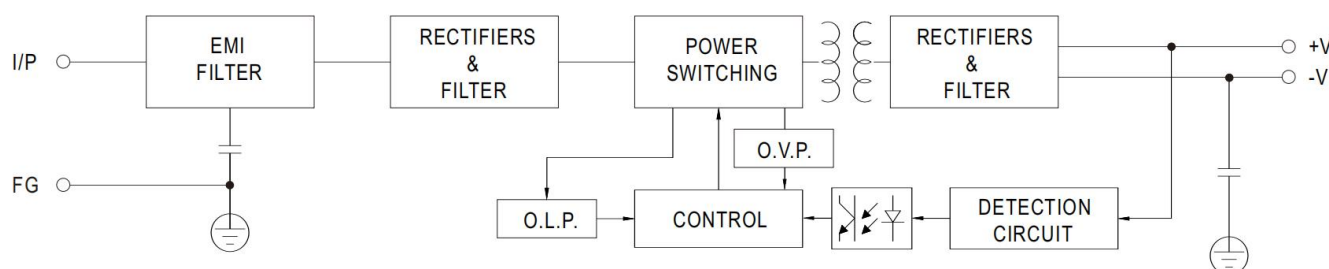 I/P
EMI
FILTER
RECTIFIERS
&
FILTER
POWER
SWITCHING
RECTIFIERS
&
FILTER
+V
-V
O.V.P.
FG
O.L.P.
CONTROL
DETECTION
CIRCUIT